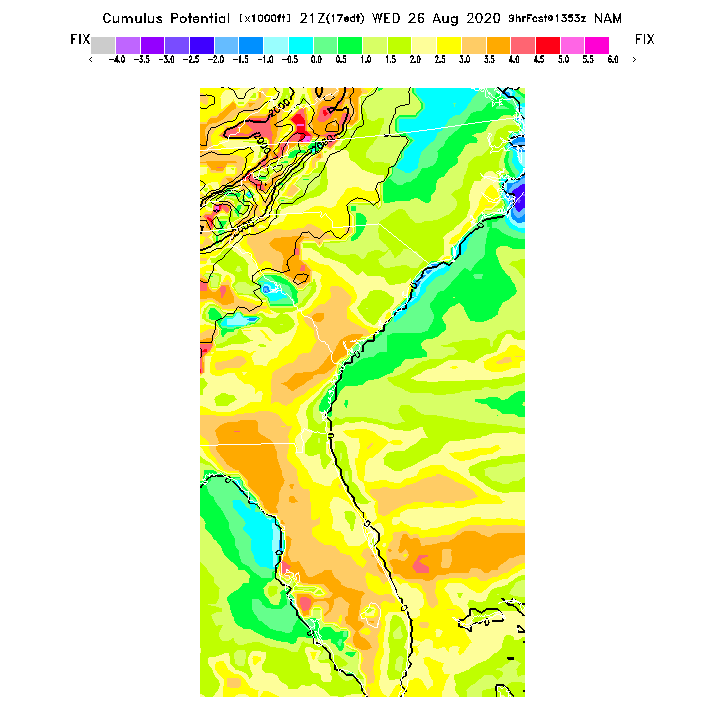 Cumulus Potential [x1000ft] 21Z(17edt) WED 26 Aug 2020 9hrFcst@1353z NAM
FIX FIX
< -4.0 -3.5 -3.0 -2.5 -2.0 -1.5 -1.0 -0.5 0.0 0.5 1.0 1.5 2.0 2.5 3.0 3.5 4.0 4.5 5.0 5.5 6.0 >
2000